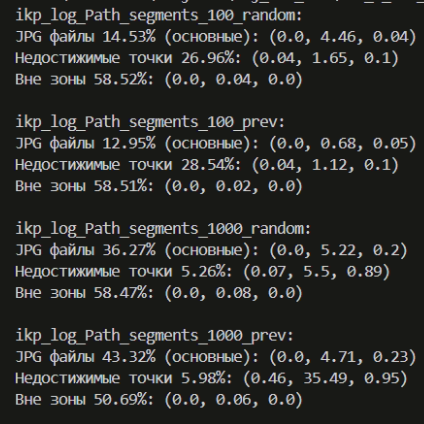 ikp_log_Path_segments_100_random:
JPG файлы 14.53% (основные): (0.0, 4.46, 0.04)
Недостижимые точки 26.96%: (0.04, 1.65, 0.1)
Вне зоны 58.52%: (0.0, 0.04, 0.0)
ikp_log_Path_segments_100_prev:
JPG файлы 12.95% (основные): (0.0, 0.68, 0.05)
Недостижимые точки 28.54%: (0.04, 1.12, 0.1)
Вне зоны 58.51%: (0.0, 0.02, 0.0)
ikp_log_Path_segments_1000_random:
JPG файлы 36.27% (основные): (0.0, 5.22, 0.2)
Недостижимые точки 5.26%: (0.07, 5.5, 0.89)
Вне зоны 58.47%: (0.0, 0.08, 0.0)
ikp_log_Path_segments_1000_prev:
JPG файлы 43.32% (основные): (0.0, 4.71, 0.23)
Недостижимые точки 5.98%: (0.46, 35.49, 0.95)
Вне зоны 50.69%: (0.0, 0.06, 0.0)